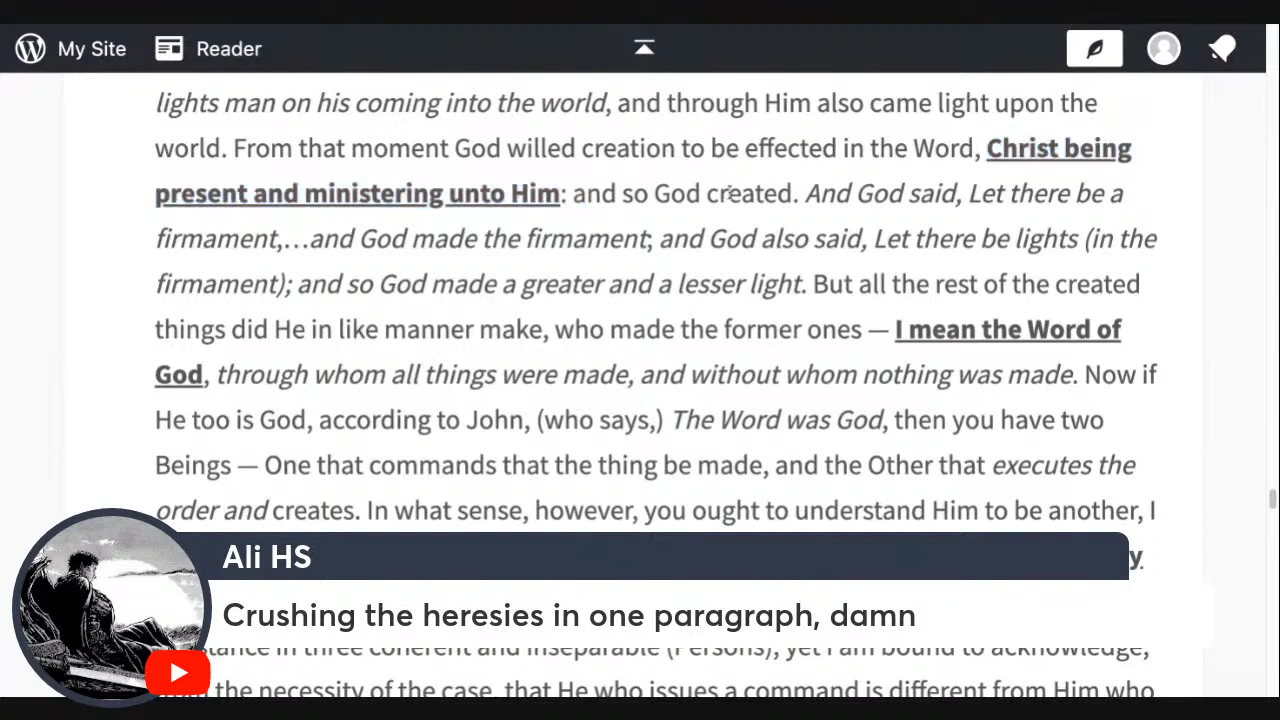 My Site
Reader
lights man on his coming into the world, and through Him also came light upon the
world. From that moment God willed creation to be effected in the Word, Christ being
present and ministering unto Him: and so God created. And God said, Let there be a
firmament,…and God made the firmament; and God also said, Let there be lights (in the
firmament); and so God made a greater and a lesser light. But all the rest of the created
things did He in like manner make, who made the former ones — I mean the Word of
God, through whom all things were made, and without whom nothing was made. Now if
He too is God, according to John, (who says,) The Word was God, then you have two
Beings — One that commands that the thing be made, and the Other that executes the
order and creates. In what sense, however, you ought to understand Him to be another, I
Ali HS
Crushing the heresies in one paragraph, damn
in three coherent and inseparable (Persons), yet I am bound to acknowledge,
the necessity of the case, that He who issues a command is different from Him who